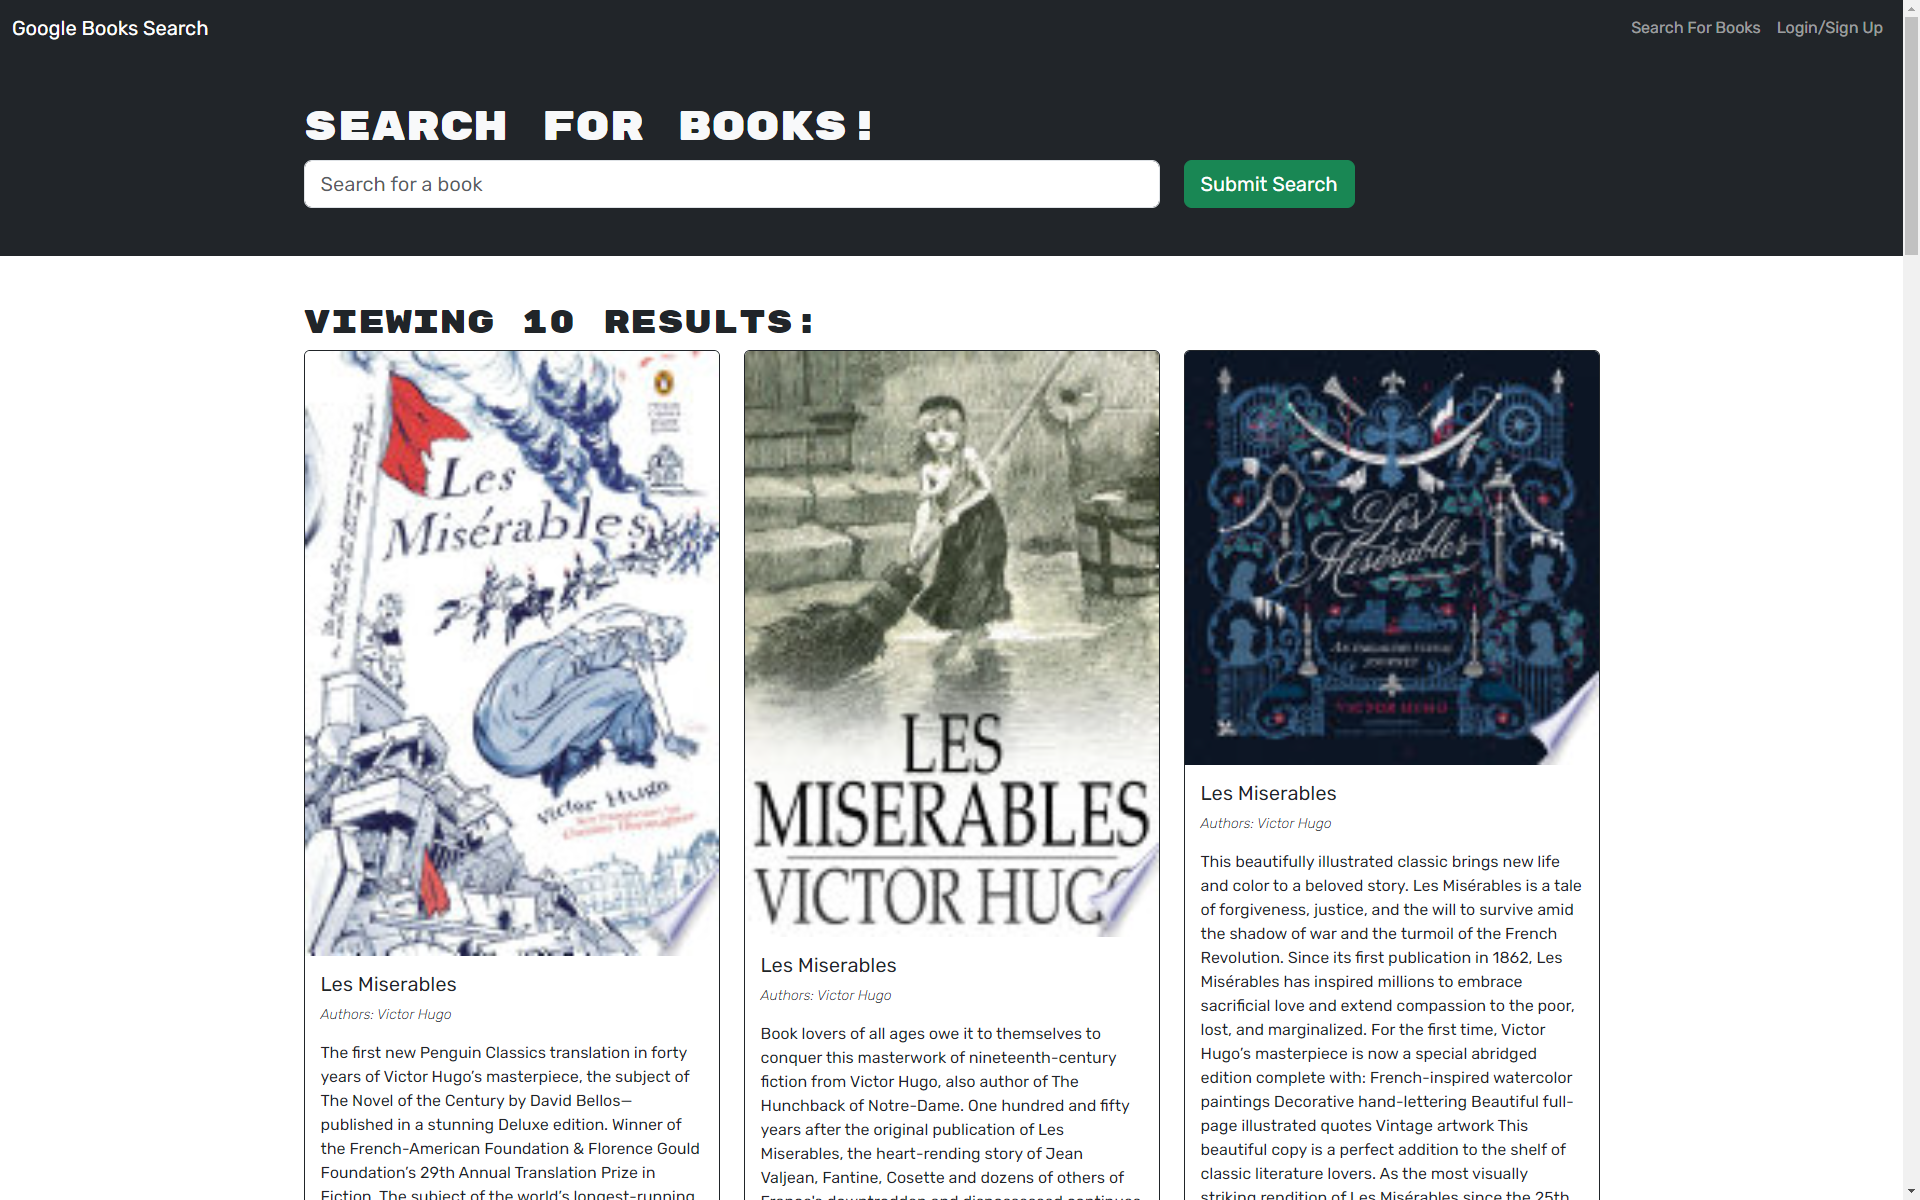 Google Books Search
Search For Books
Login/Sign Up
SEARCH FOR BOOKS!
Search for a book
Submit Search
VIEWING 10 RESULTS:
Les
Misérables
Victor Hugo
Les Miserables
Authors: Victor Hugo
The first new Penguin Classics translation in forty
years of Victor Hugo’s masterpiece, the subject of
The Novel of the Century by David Bellos—
published in a stunning Deluxe edition. Winner of
the French-American Foundation & Florence Gould
Foundation’s 29th Annual Translation Prize in
Fiction. The subject of the world’s longest-running
LES
MISERABLES
VICTOR HUGO
Les Miserables
Authors: Victor Hugo
Book lovers of all ages owe it to themselves to
conquer this masterwork of nineteenth-century
fiction from Victor Hugo, also author of The
Hunchback of Notre-Dame. One hundred and fifty
years after the original publication of Les
Miserables, the heart-rending story of Jean
Valjean, Fantine, Cosette and dozens of others of
France's downtrodden and dispossessed continues
Les
Misérables
VICTOR HUGO
Les Miserables
Authors: Victor Hugo
This beautifully illustrated classic brings new life
and color to a beloved story. Les Misérables is a tale
of forgiveness, justice, and the will to survive amid
the shadow of war and the turmoil of the French
Revolution. Since its first publication in 1862, Les
Misérables has inspired millions to embrace
sacrificial love and extend compassion to the poor,
lost, and marginalized. For the first time, Victor
Hugo’s masterpiece is now a special abridged
edition complete with: French-inspired watercolor
paintings Decorative hand-lettering Beautiful full-
page illustrated quotes Vintage artwork This
beautiful copy is a perfect addition to the shelf of
classic literature lovers. As the most visually
striking rendition of Les Misérables since the 25th